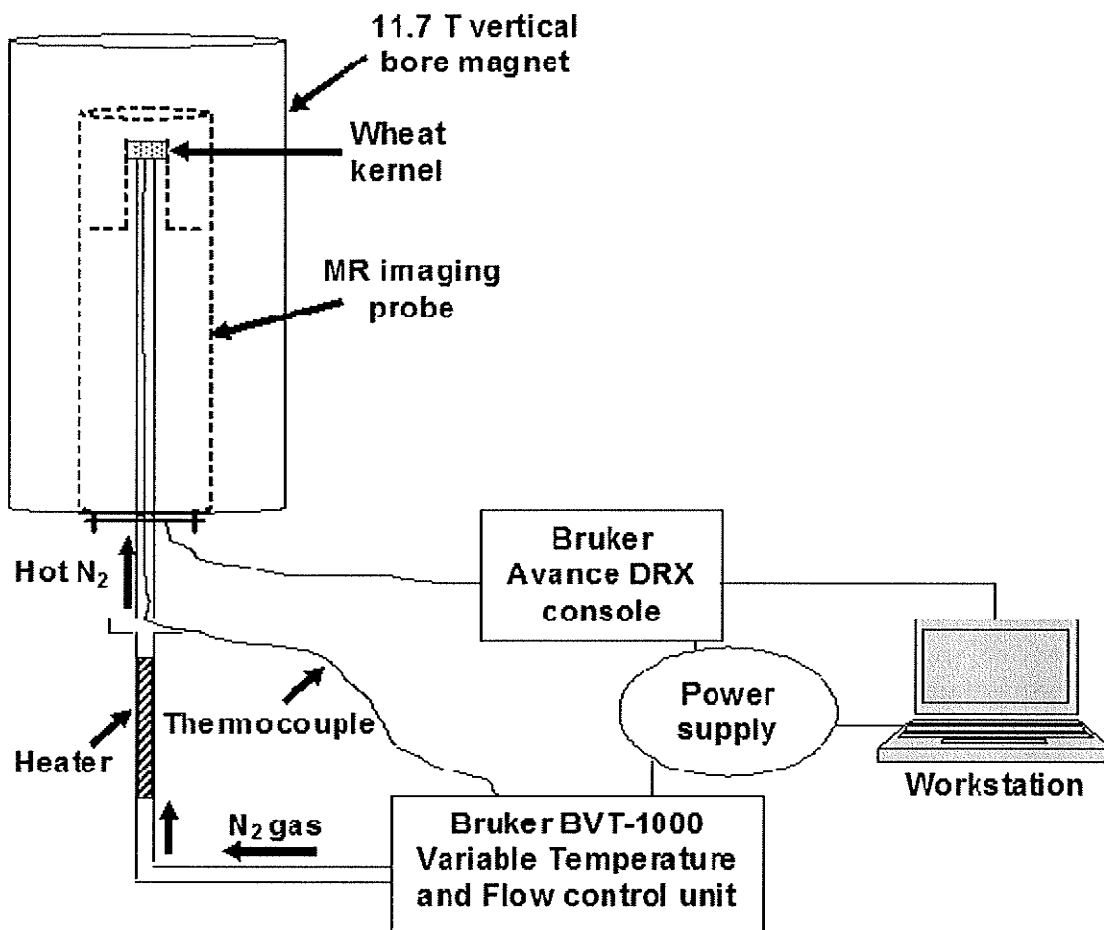 11.7 T vertical
bore magnet
Wheat
kernel
MR imaging
probe
Hot N₂
Bruker
Avance DRX
console
Thermocouple
Heater
Power
supply
Workstation
N₂ gas
Bruker BVT-1000
Variable Temperature
and Flow control unit